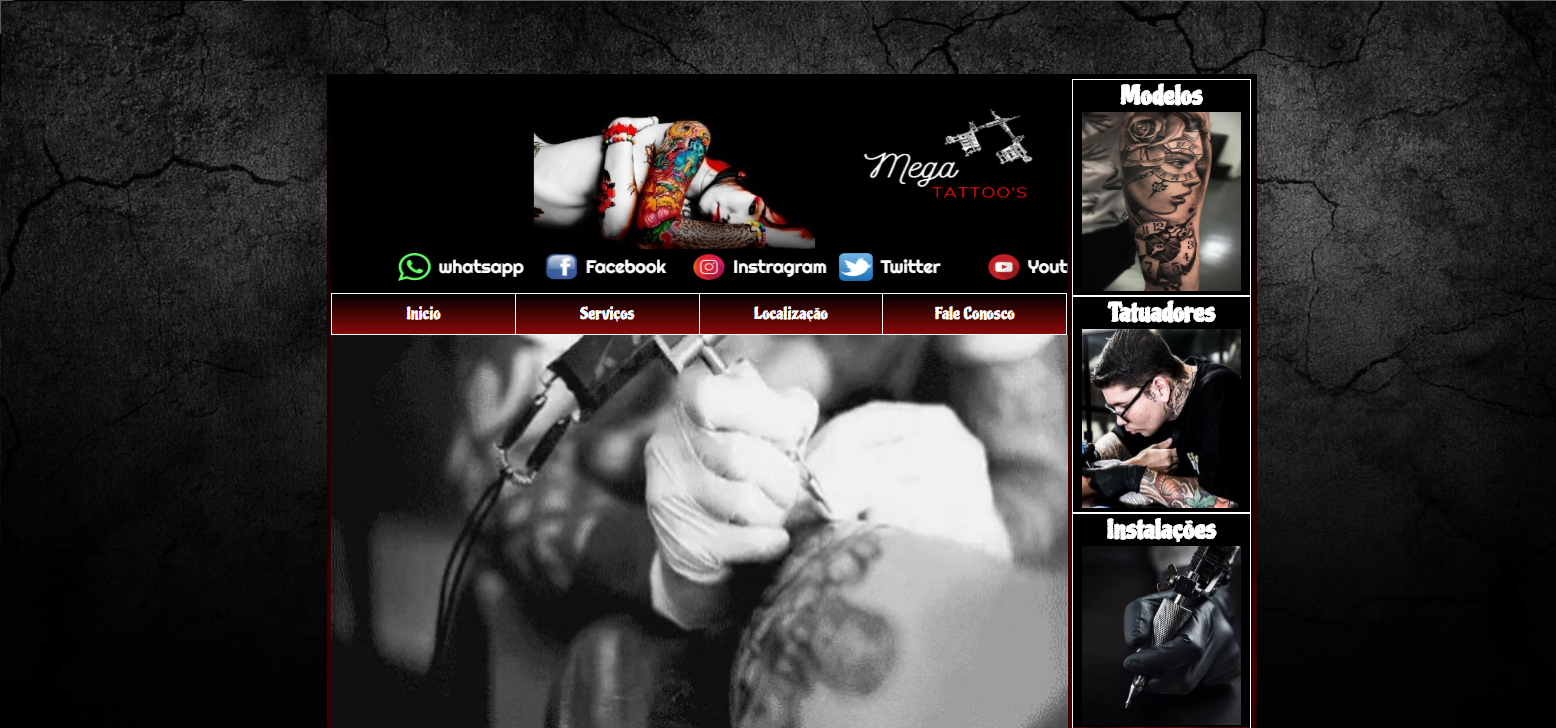 Mega
TATTOO'S
whatsapp Facebook Instragram Twitter Yout
Inicio Serviços Localização Fale Conosco
Modelos
Tatuadores
Instalações